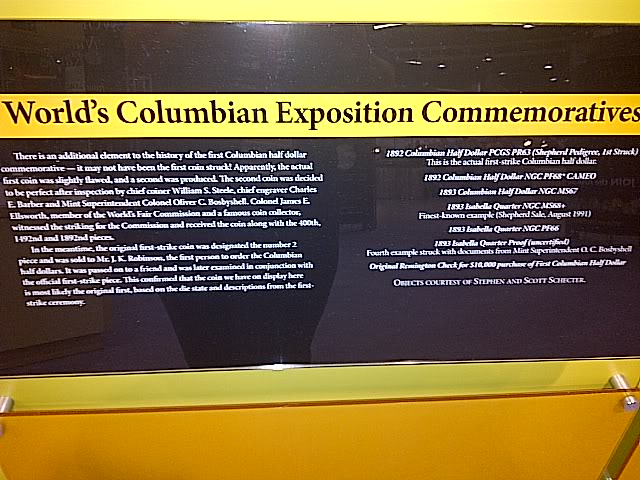 World's Columbian Exposition Commemoratives
There is an additional element to the history of the first Columbian half dollar
commemorative — it may not have been the first coin struck! Apparently, the actual
first coin was slightly flawed, and a second was produced. The second coin was decided
to be perfect after inspection by chief coiner William S. Steele, chief engraver Charles
E. Barber and Mint Superintendent Colonel Oliver C. Bosbyshell. Colonel James E.
Ellsworth, member of the World's Fair Commission and a famous coin collector,
witnessed the striking for the Commission and received the coin along with the 400th,
1492nd and 1892nd pieces.
In the meantime, the original first-strike coin was designated the number 2
piece and was sold to Mr. J. K. Robinson, the first person to order the Columbian
half dollars. It was passed on to a friend and was later examined in conjunction with
the official first-strike piece. This confirmed that the coin we have on display here
is most likely the original first, based on the die state and descriptions from the first-
strike ceremony.
1892 Columbian Half Dollar PCGS PR63 (Shepherd Pedigree, 1st Struck)
This is the actual first-strike Columbian half dollar.
1892 Columbian Half Dollar NGC PF68* CAMEO
1893 Columbian Half Dollar NGC MS67
1893 Isabella Quarter NGC MS68+
Finest-known example (Shepherd Sale, August 1991)
1893 Isabella Quarter NGC PF66
1893 Isabella Quarter Proof (uncertified)
Fourth example struck with documents from Mint Superintendent O. C. Bosbyshell
Original Remington Check for $10,000 purchase of First Columbian Half Dollar
Objects courtesy of Stephen and Scott Schecter.